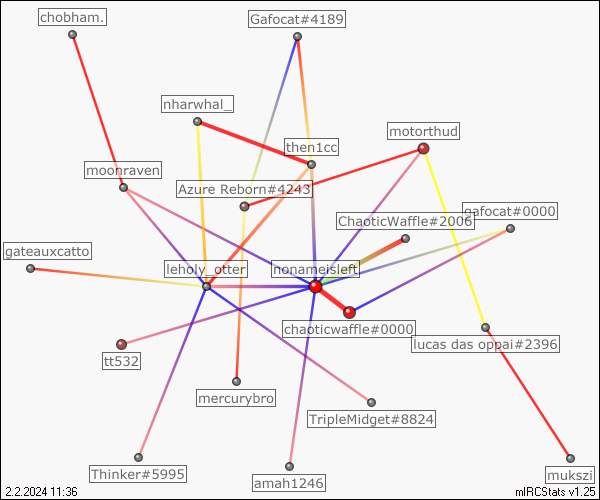 chobham.
Gafocat#4189
nharwhal_
motorthud
then1cc
moonraven
Azure Reborn#4243
gafocat#0000
ChaoticWaffle#2006
gateauxcatto
leholy_otter
nonameisleft
chaoticwaffle#0000
lucas das oppai#2396
tt532
mercurybro
TripleMidget#8824
Thinker#5995
amah1246
mukszi
2.2.2024 11:36
mIRCStats v1.25